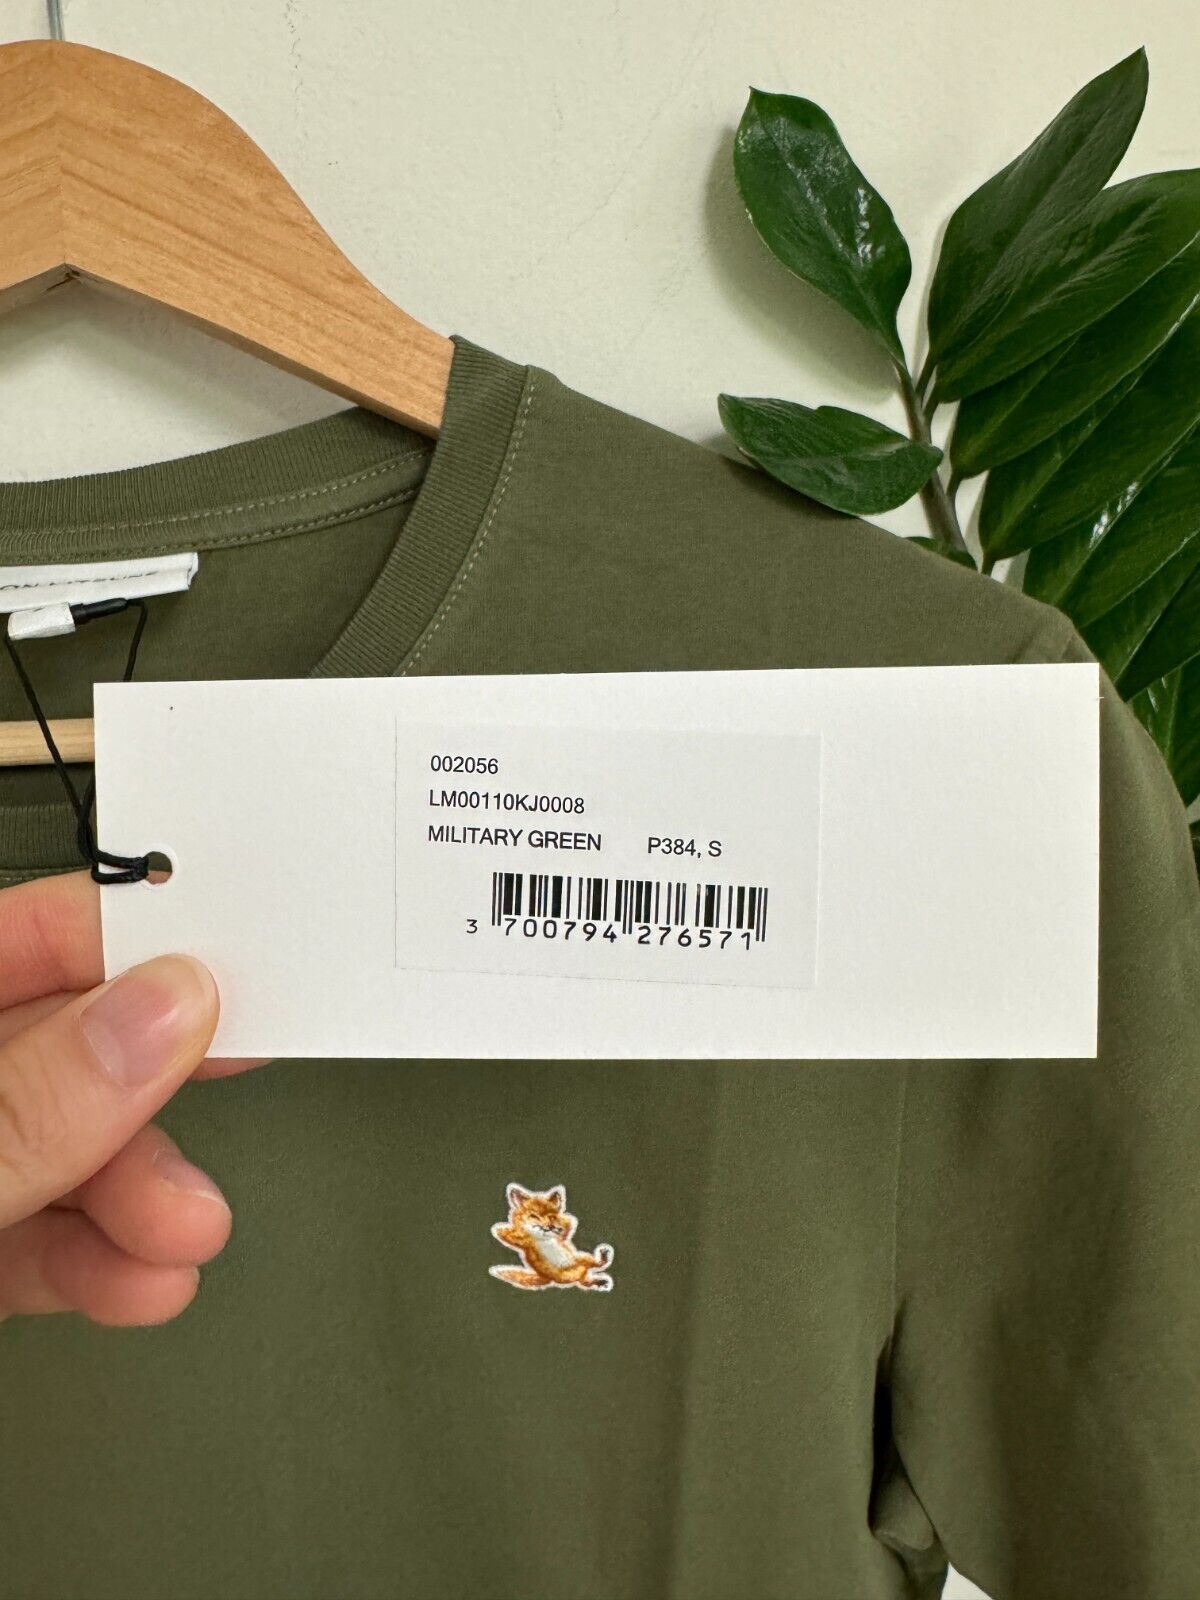 002056
LM00110KJ0008
MILITARY GREEN P384, S
3 700794 276571